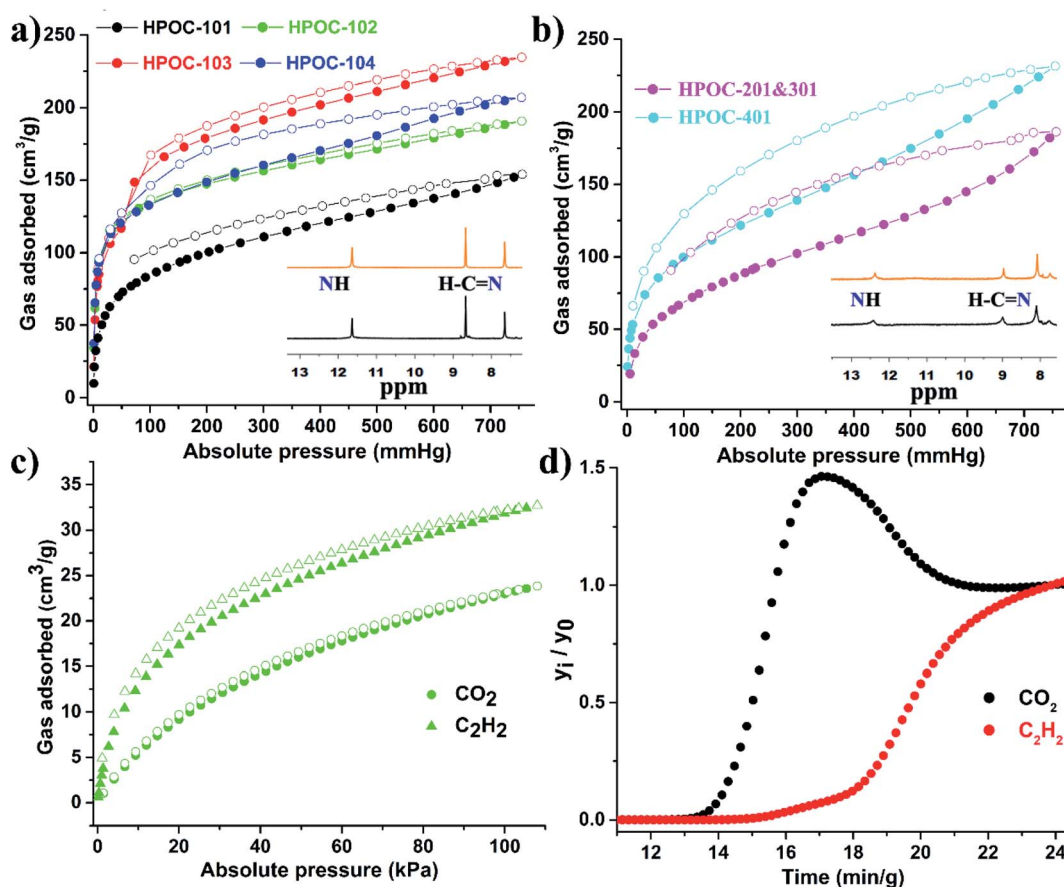 a)
HPOC-101
HPOC-102
HPOC-103
HPOC-104
Gas adsorbed (cm³/g)
250
200
150
100
50
0
NH
H-C=N
13 12 11 10 9 8
ppm
0 100 200 300 400 500 600 700
Absolute pressure (mmHg)
b)
HPOC-201&301
HPOC-401
Gas adsorbed (cm³/g)
250
200
150
100
50
0
NH
H-C=N
13 12 11 10 9 8
ppm
0 100 200 300 400 500 600 700
Absolute pressure (mmHg)
c)
Gas adsorbed (cm³/g)
35
30
25
20
15
10
5
0
CO₂
C₂H₂
0 20 40 60 80 100
Absolute pressure (kPa)
d)
yᵢ / y₀
1.5
1.0
0.5
0.0
CO₂
C₂H₂
12 14 16 18 20 22 24
Time (min/g)